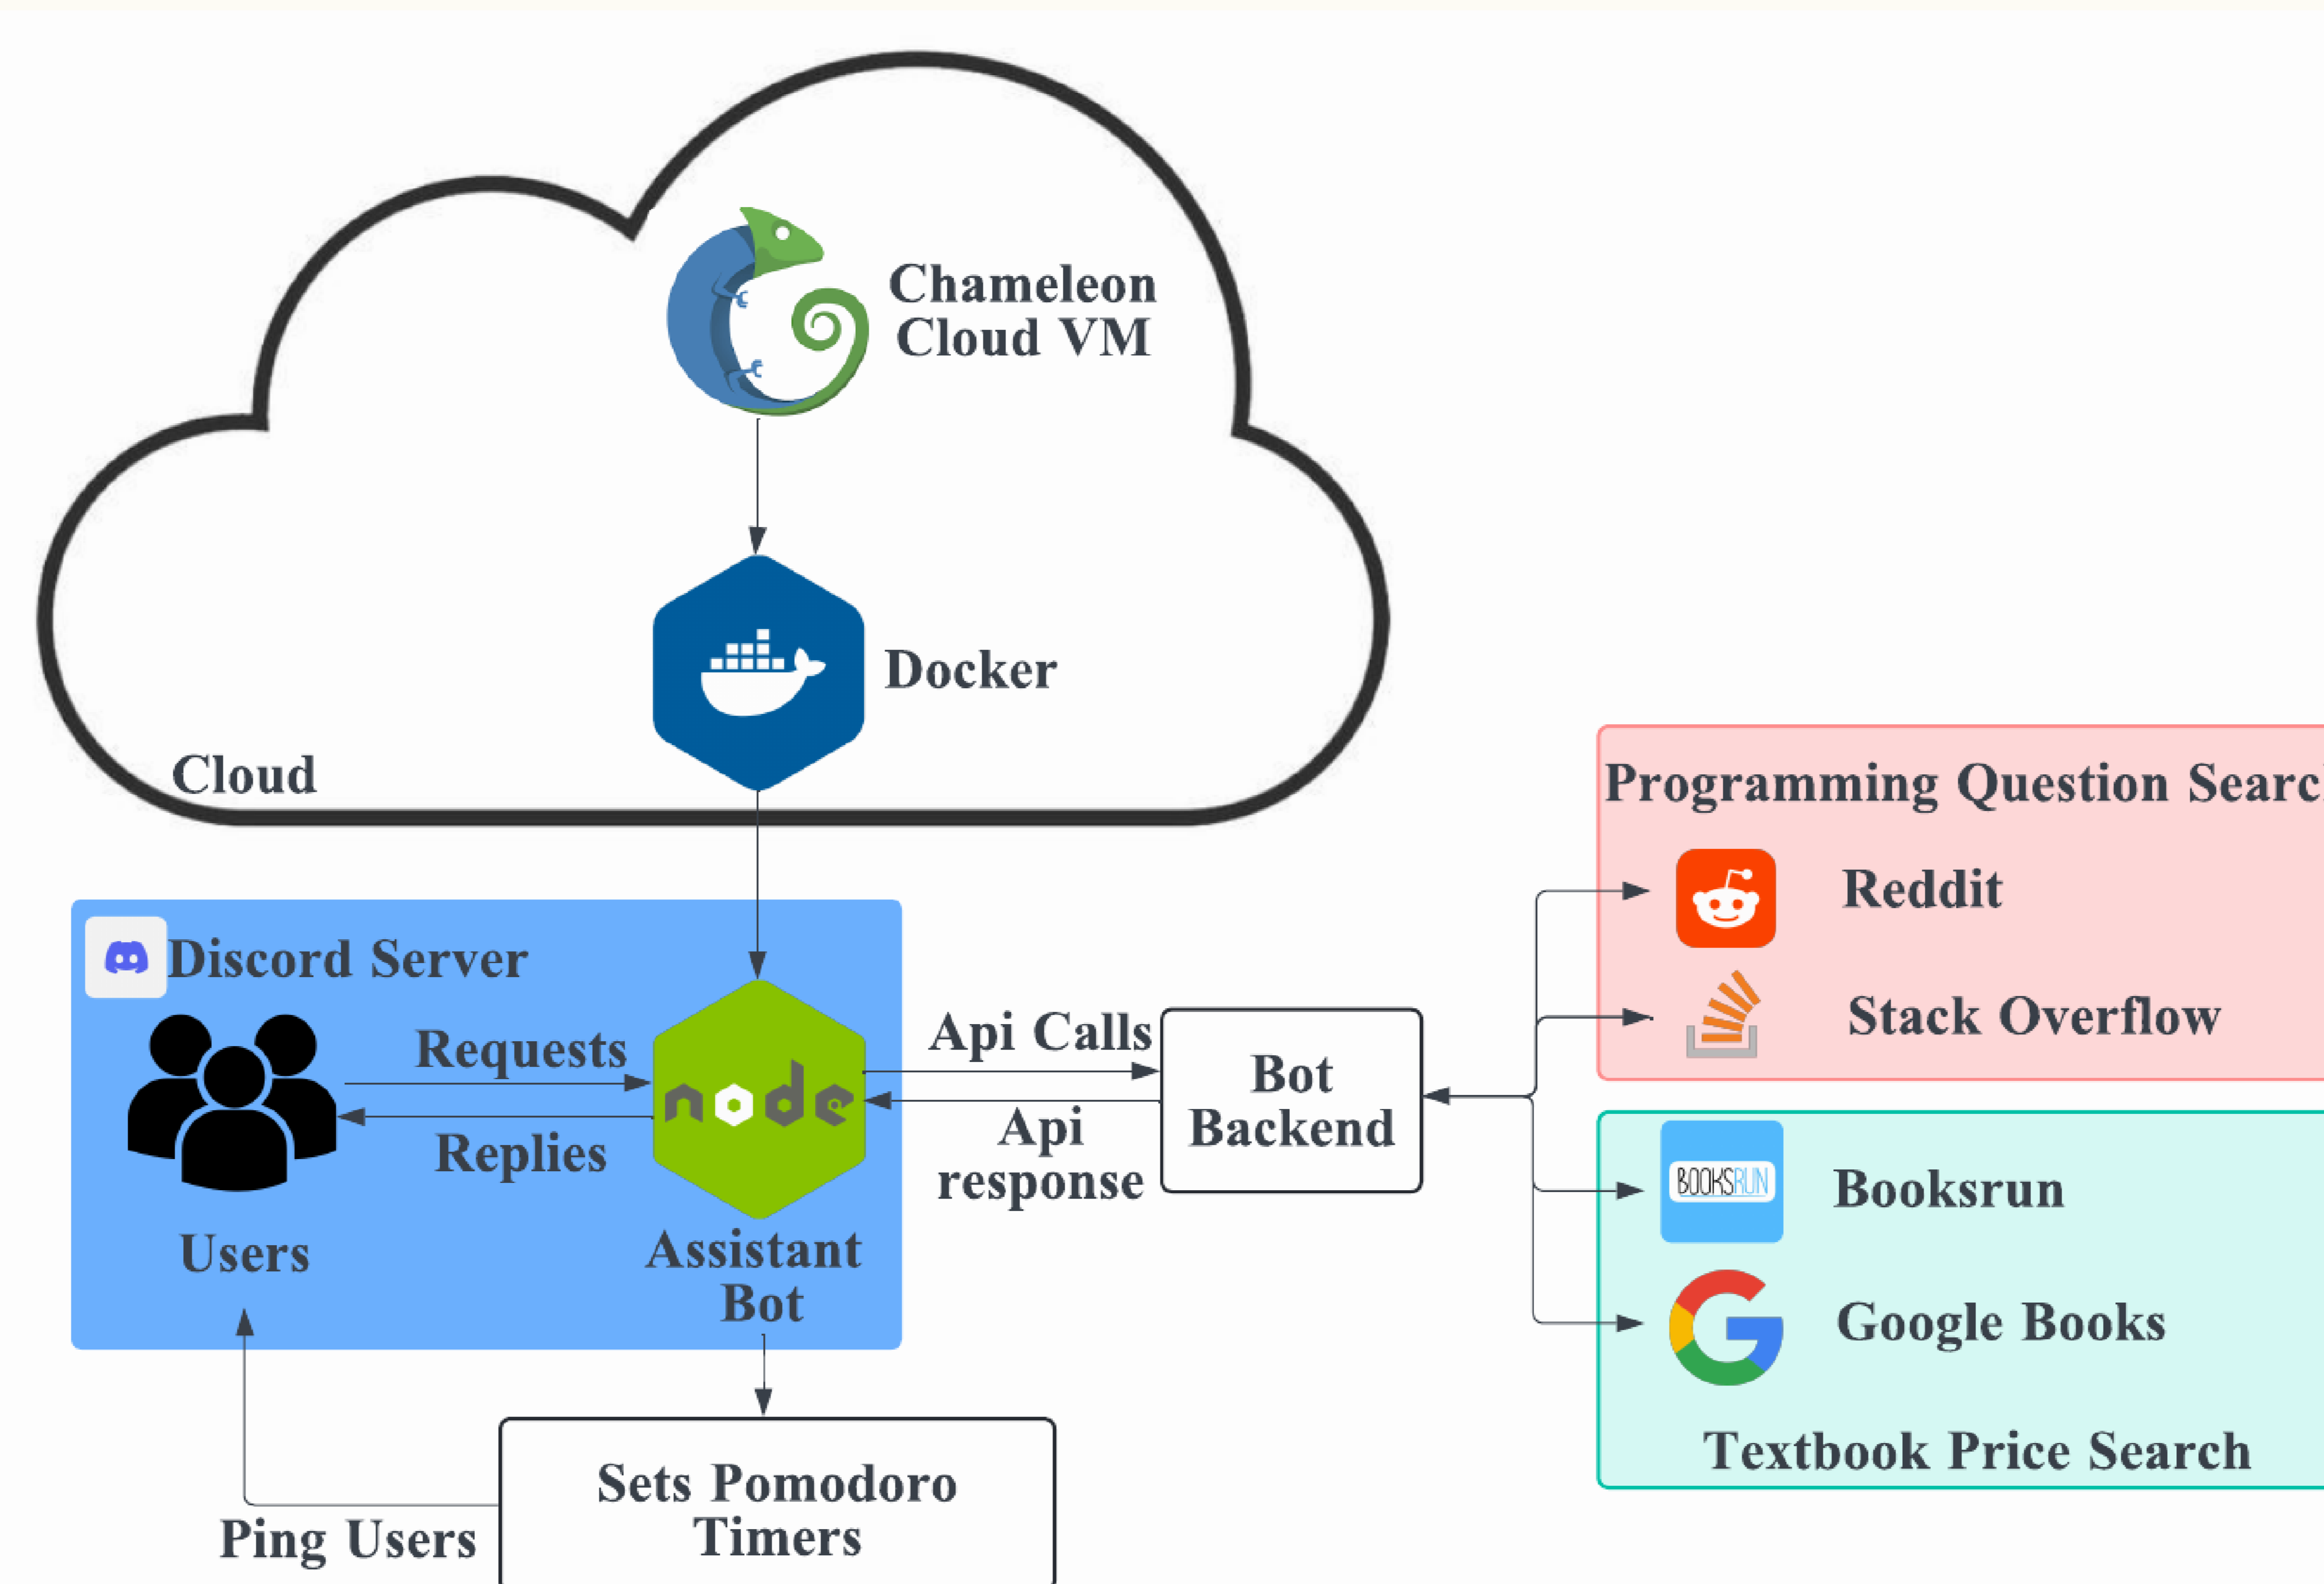 Chameleon
Cloud VM
Docker
Cloud
Programming Question Searc
Reddit
Stack Overflow
Discord Server
Requests
Replies
node
Users
Assistant
Bot
Api Calls
Api
response
Bot
Backend
BOOKSRUN
Booksrun
Google Books
Textbook Price Search
Sets Pomodoro
Timers
Ping Users